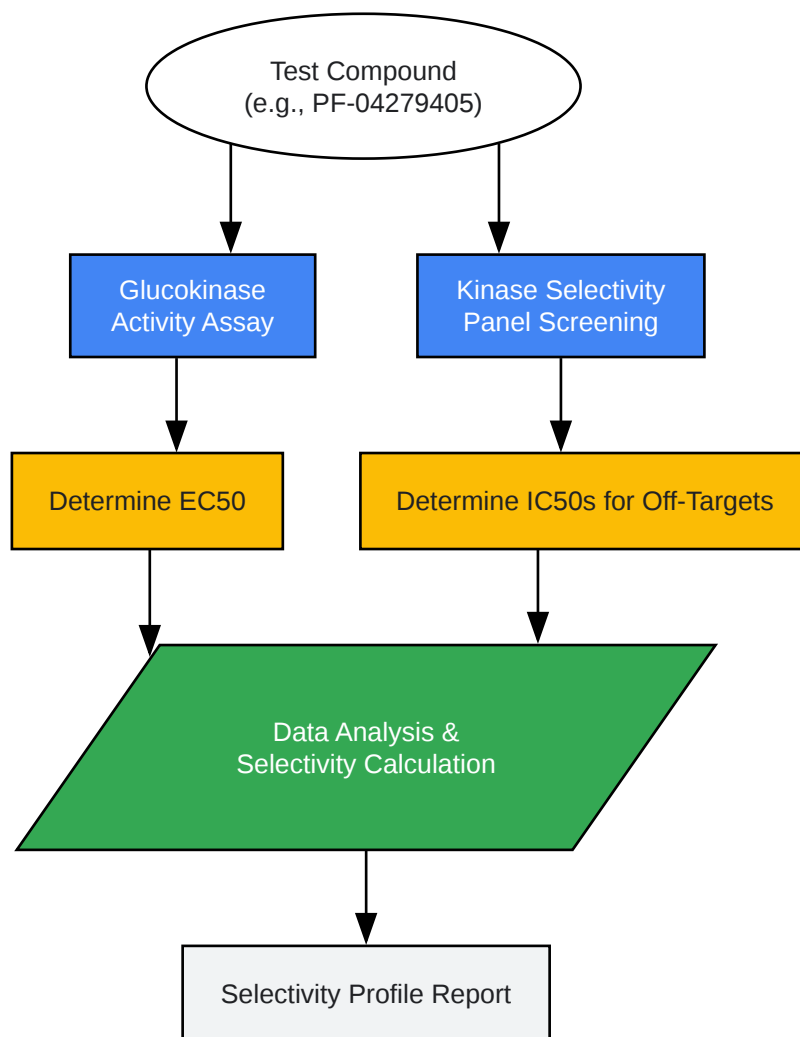 Test Compound
(e.g., PF-04279405)
Glucokinase
Activity Assay
Kinase Selectivity
Panel Screening
Determine EC50
Determine IC50s for Off-Targets
Data Analysis &
Selectivity Calculation
Selectivity Profile Report